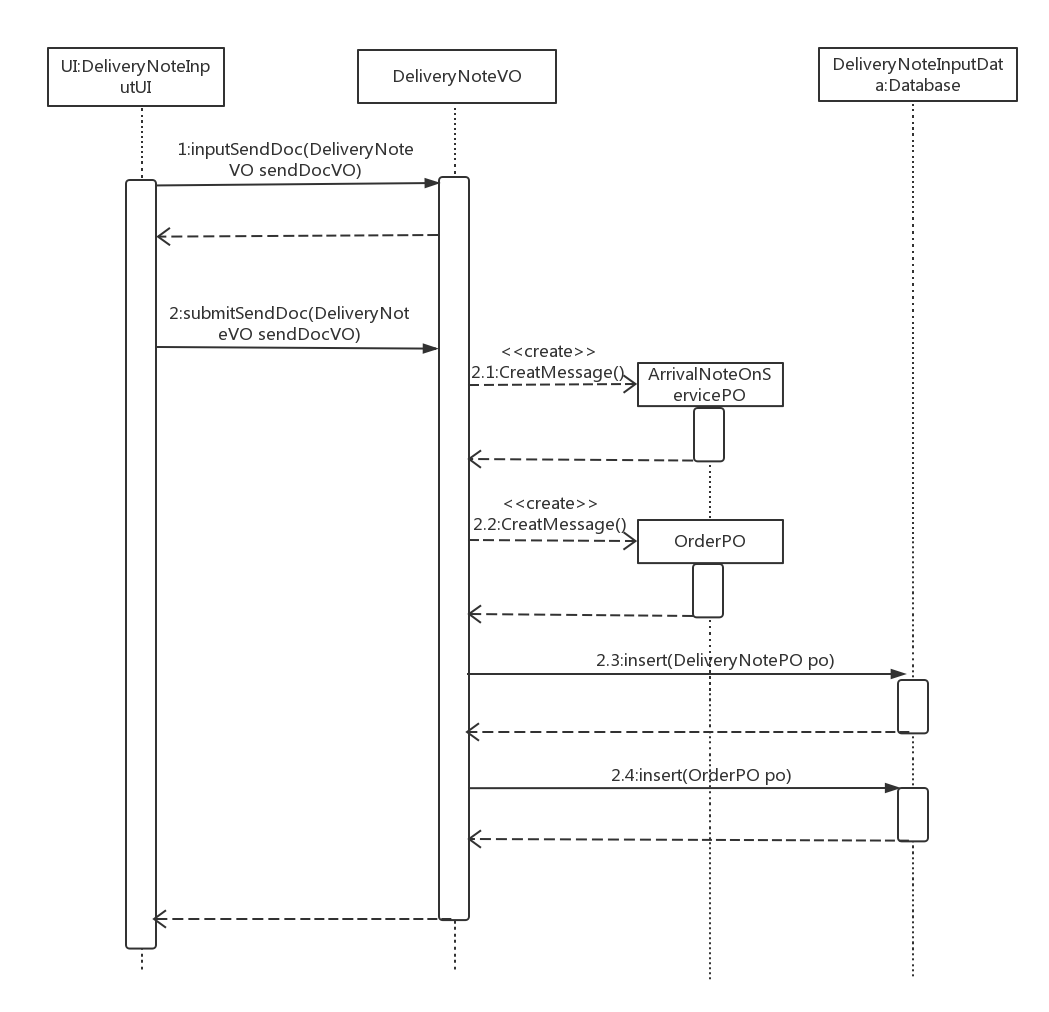 UI:DeliveryNoteInp
utUI
DeliveryNoteVO
DeliveryNoteInputDat
a:Database
1:inputSendDoc(DeliveryNote
VO sendDocVO)
2:submitSendDoc(DeliveryNot
eVO sendDocVO)
<<create>>
2.1:CreatMessage()
ArrivalNoteOnS
ervicePO
<<create>>
2.2:CreatMessage()
OrderPO
2.3:insert(DeliveryNotePO po)
2.4:insert(OrderPO po)